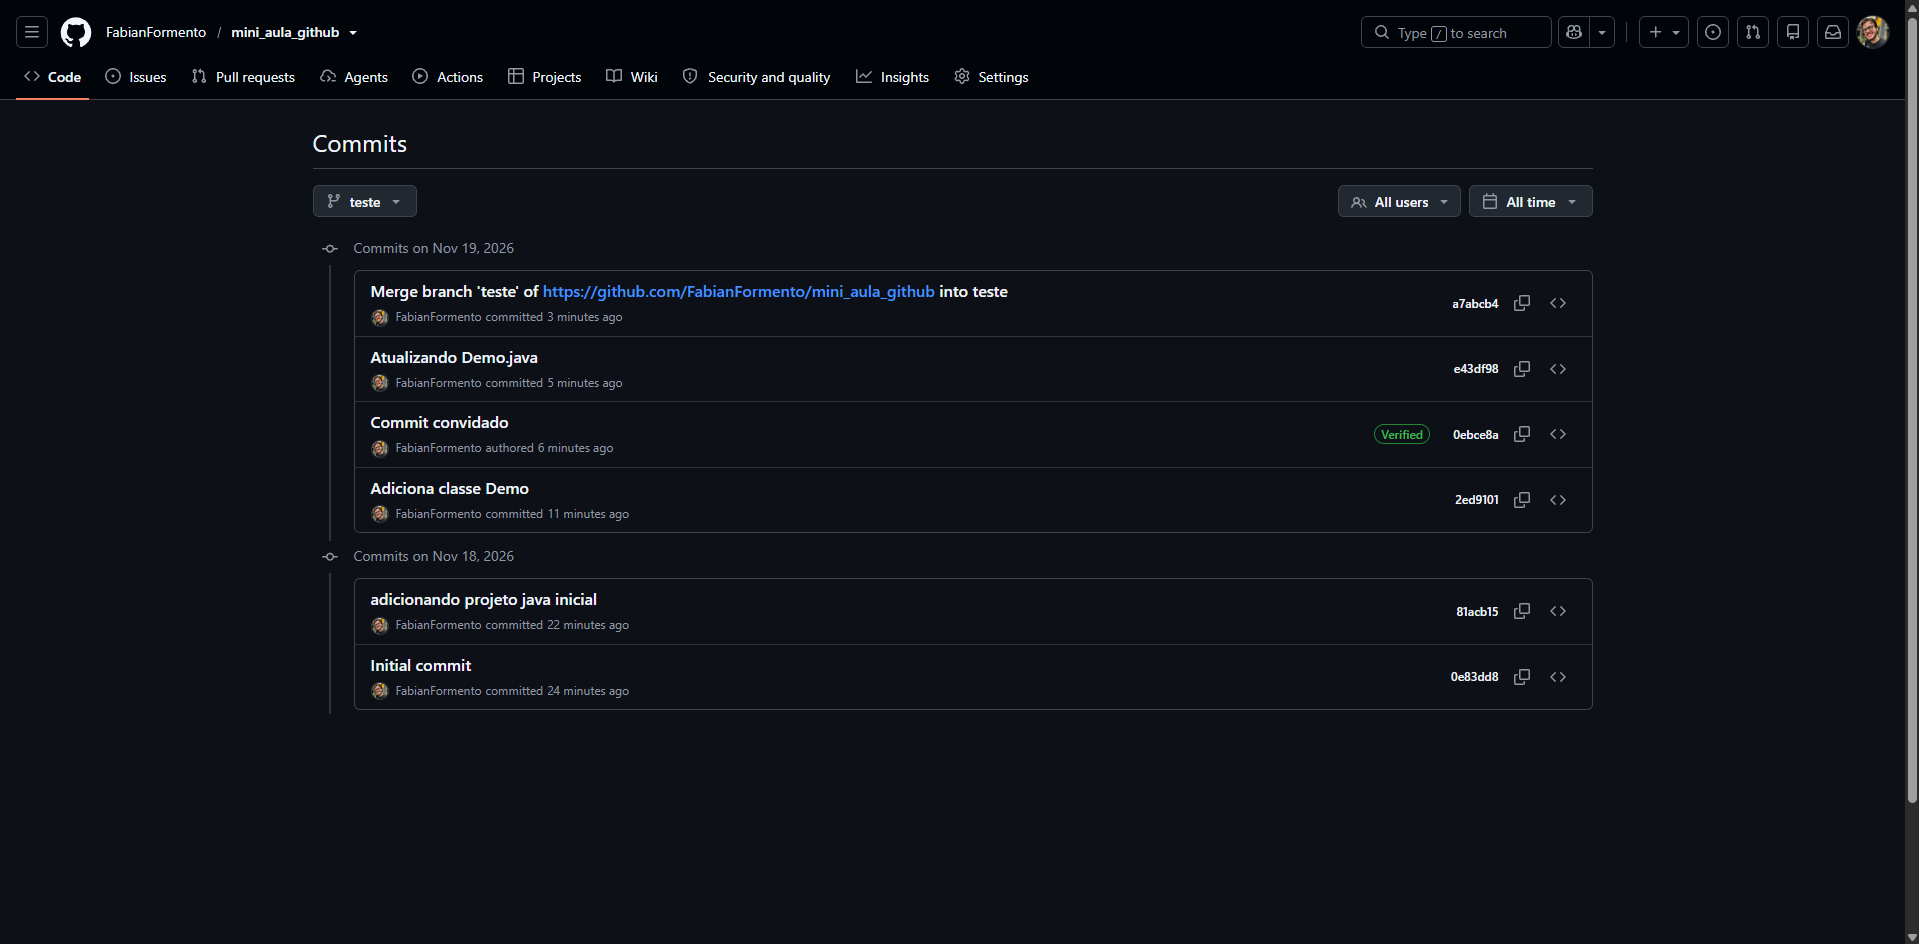 FabianFormento / mini_aula_github
Type / to search
Code
Issues
Pull requests
Agents
Actions
Projects
Wiki
Security and quality
Insights
Settings
Commits
teste
All users
All time
Commits on Nov 19, 2026
Merge branch 'teste' of https://github.com/FabianFormento/mini_aula_github into teste
FabianFormento committed 3 minutes ago
a7abcb4
Atualizando Demo.java
FabianFormento committed 5 minutes ago
e43df98
Commit convidado
FabianFormento authored 6 minutes ago
Verified
0ebce8a
Adiciona classe Demo
FabianFormento committed 11 minutes ago
2ed9101
Commits on Nov 18, 2026
adicionando projeto java inicial
FabianFormento committed 22 minutes ago
81acb15
Initial commit
FabianFormento committed 24 minutes ago
0e83dd8